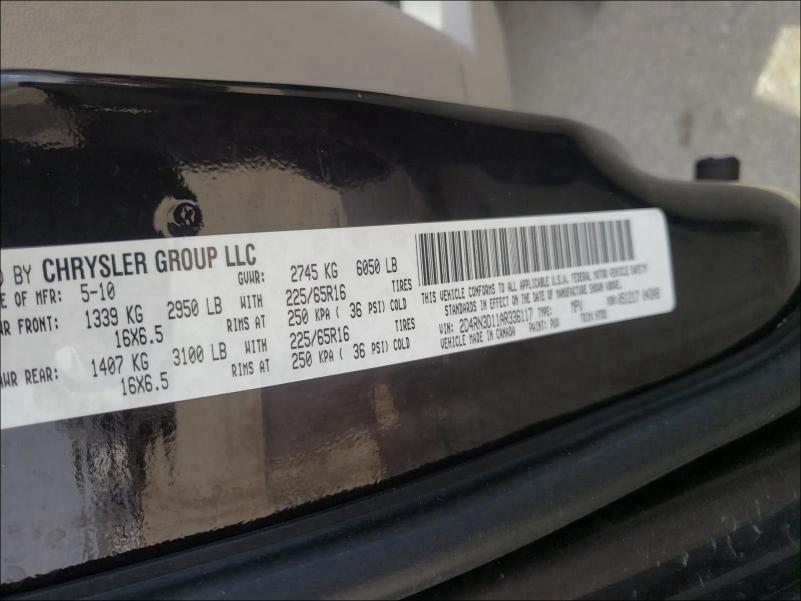 BY CHRYSLER GROUP LLC
OF MFR: 5-10 GVWR: 2745 KG 6050 LB
FRONT: 1339 KG 2950 LB WITH 225/65R16 TIRES
16X6.5 RIMS AT 250 KPA ( 36 PSI) COLD
REAR: 1407 KG 3100 LB WITH 225/65R16 TIRES
16X6.5 RIMS AT 250 KPA ( 36 PSI) COLD
THIS VEHICLE CONFORMS TO ALL APPLICABLE U.S.A. FEDERAL MOTOR VEHICLE SAFETY
STANDARDS IN EFFECT ON THE DATE OF MANUFACTURE SHOWN ABOVE.
VIN: 2D4RN3D11AR336117 TYPE: MPV
VEHICLE MADE IN CANADA PAINT: TRIM: